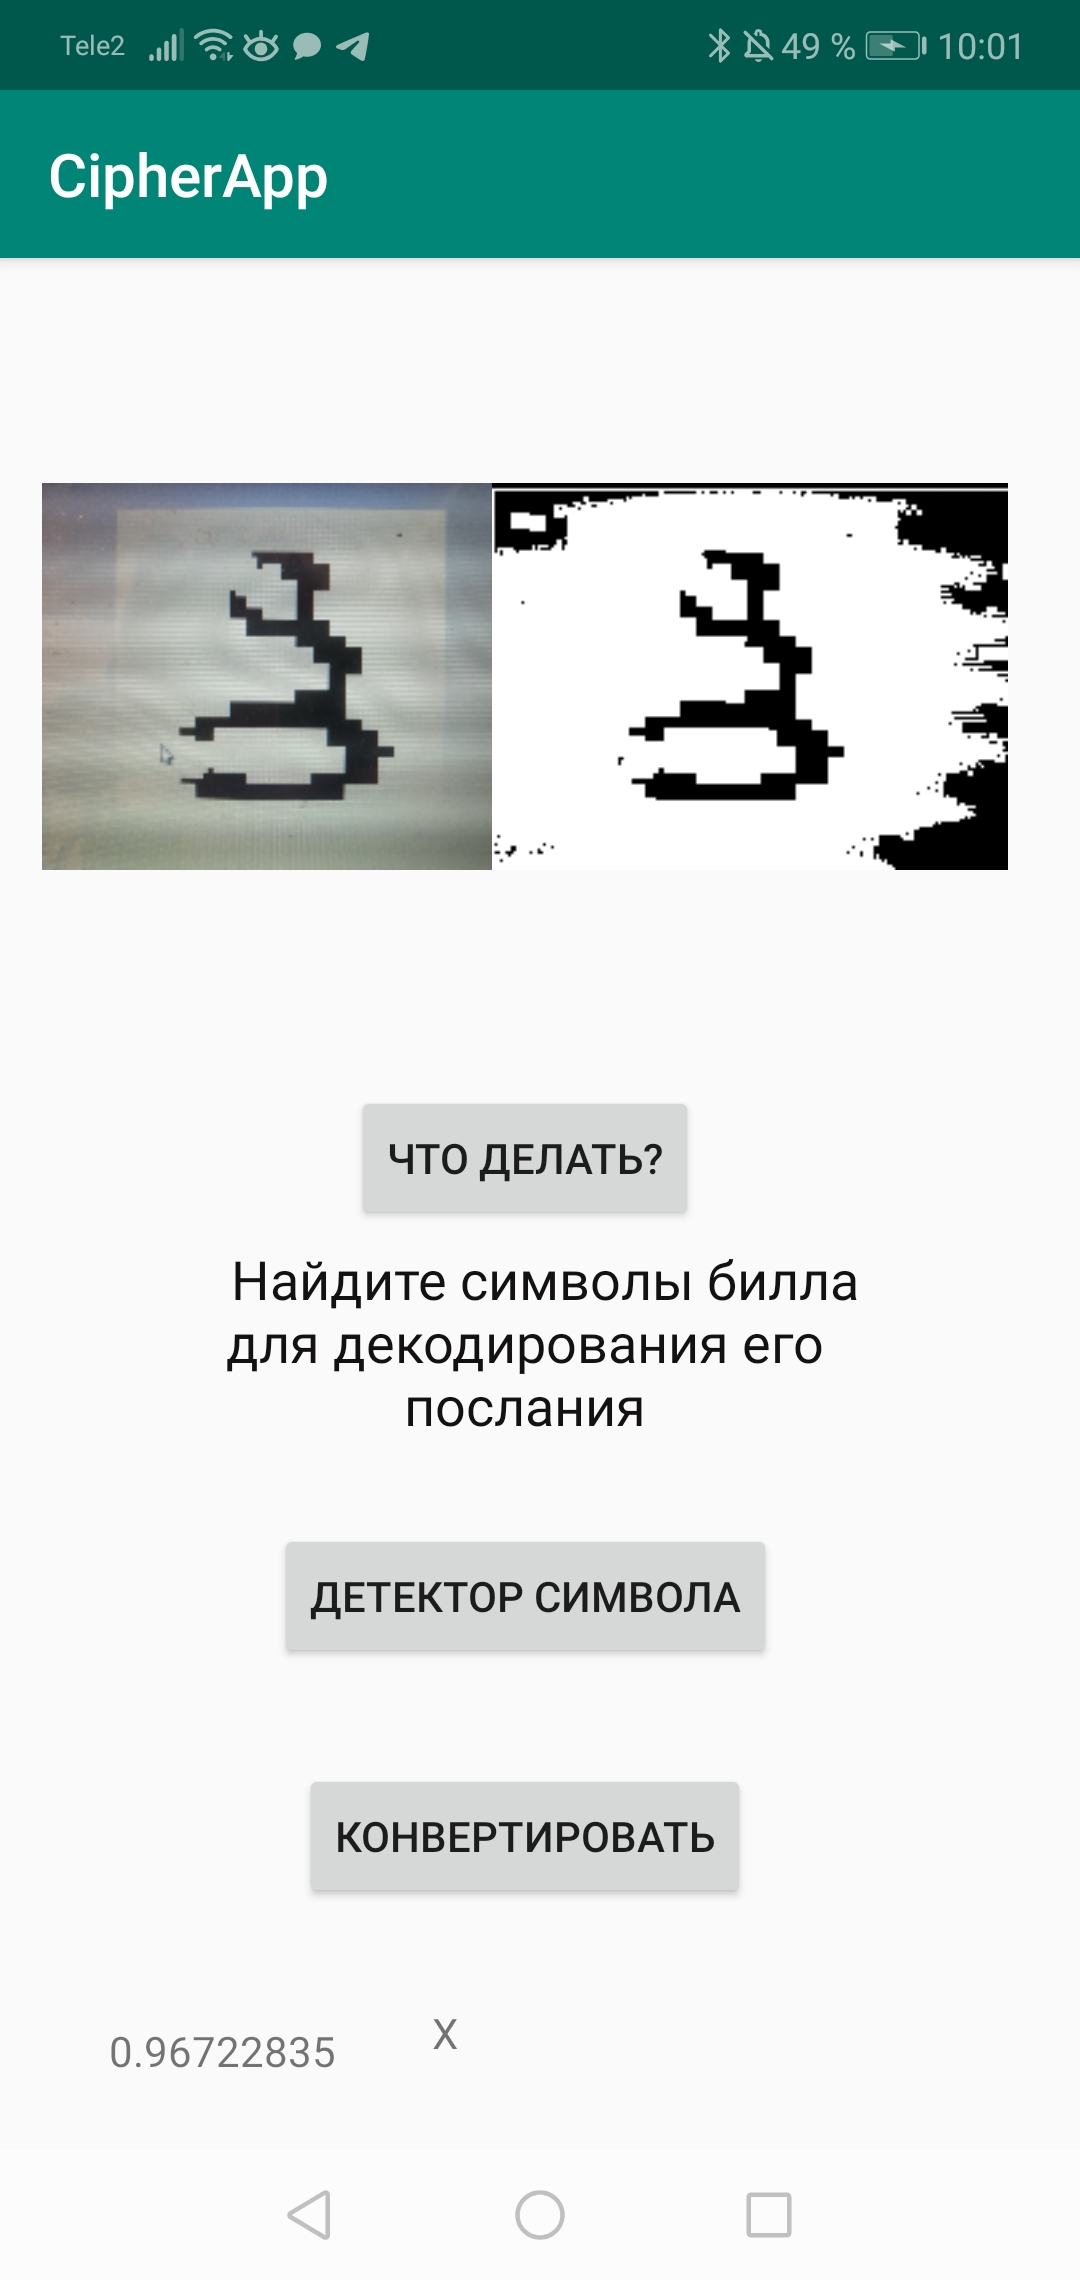 Tele2 49 % 10:01
CipherApp
ЧТО ДЕЛАТЬ?
Найдите символы билла
для декодирования его
послания
ДЕТЕКТОР СИМВОЛА
КОНВЕРТИРОВАТЬ
0.96722835 X